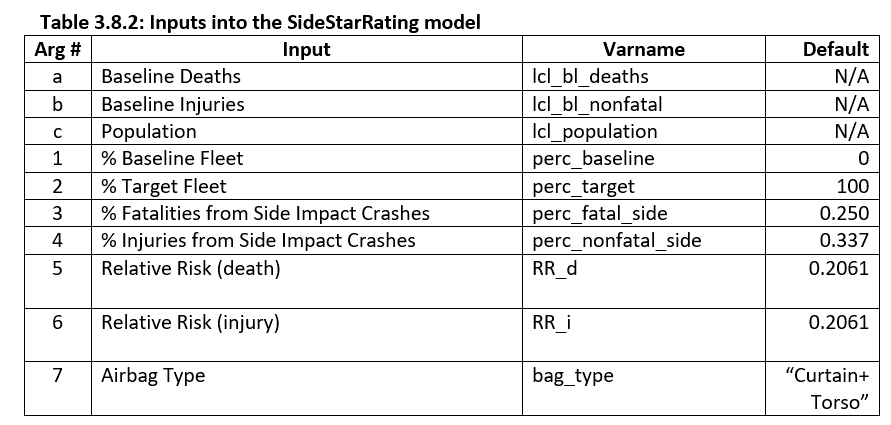 Table 3.8.2: Inputs into the SideStarRating model
Arg # Input Varname Default
a Baseline Deaths lcl_bl_deaths N/A
b Baseline Injuries lcl_bl_nonfatal N/A
c Population lcl_population N/A
1 % Baseline Fleet perc_baseline 0
2 % Target Fleet perc_target 100
3 % Fatalities from Side Impact Crashes perc_fatal_side 0.250
4 % Injuries from Side Impact Crashes perc_nonfatal_side 0.337
5 Relative Risk (death) RR_d 0.2061
6 Relative Risk (injury) RR_i 0.2061
7 Airbag Type bag_type “Curtain+
Torso”